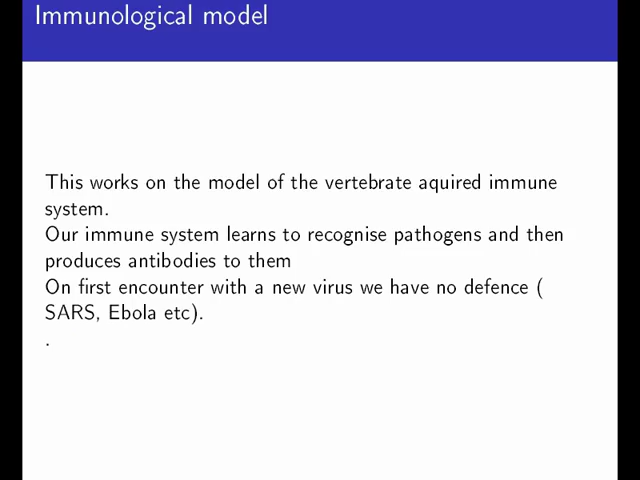 Immunological model
This works on the model of the vertebrate aquired immune
system.
Our immune system learns to recognise pathogens and then
produces antibodies to them
On first encounter with a new virus we have no defence (
SARS, Ebola etc).
.